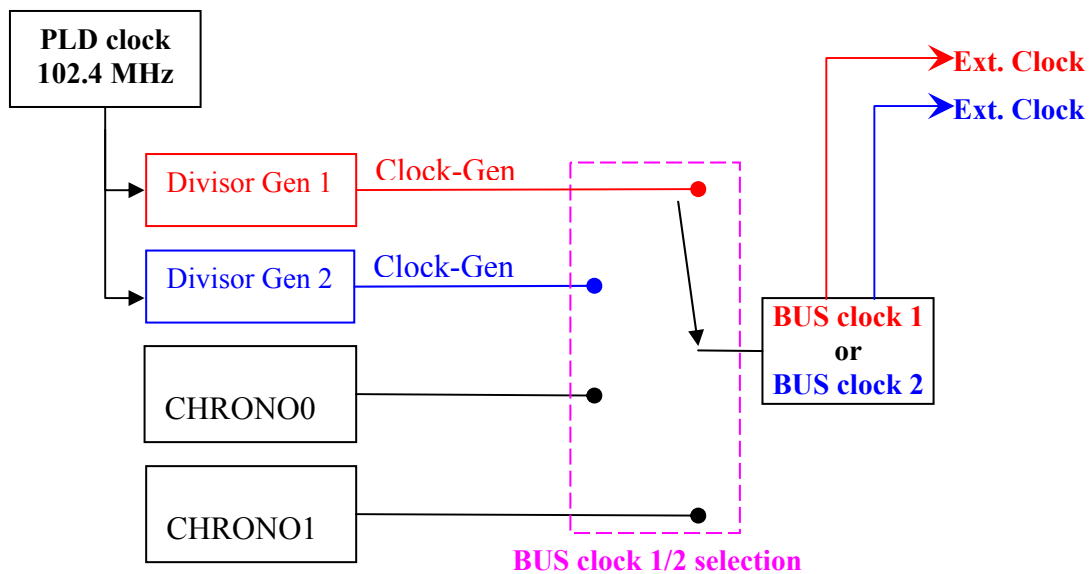 PLD clock
102.4 MHz
Ext. Clock
Ext. Clock
Divisor Gen 1
Clock-Gen
Divisor Gen 2
Clock-Gen
BUS clock 1
or
BUS clock 2
CHRONO0
CHRONO1
BUS clock 1/2 selection